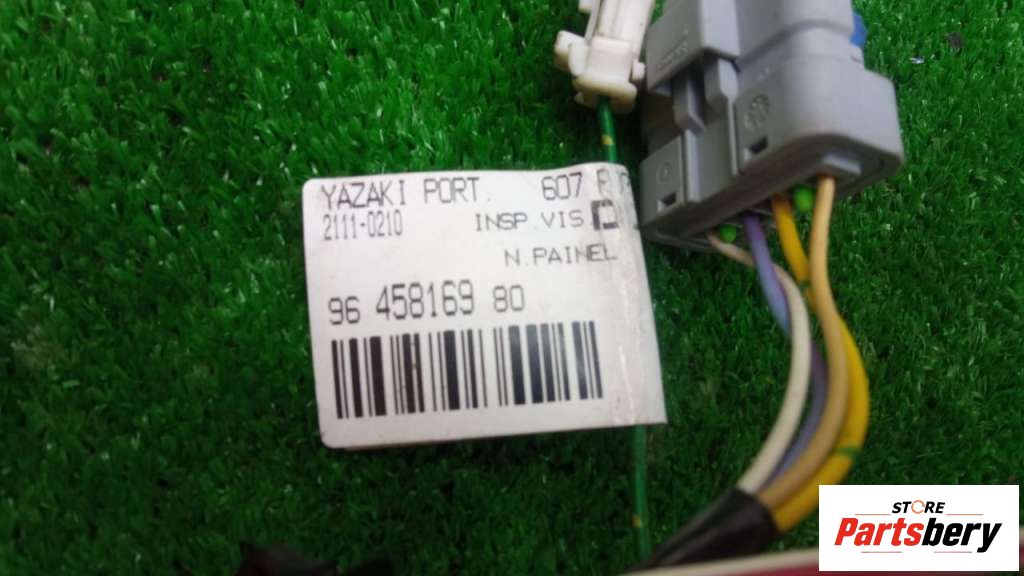 YAZAKI PORT. 607
2111-0210 INSP.VIS
N.PAINEL
96 458169 80
STORE
Partsbery